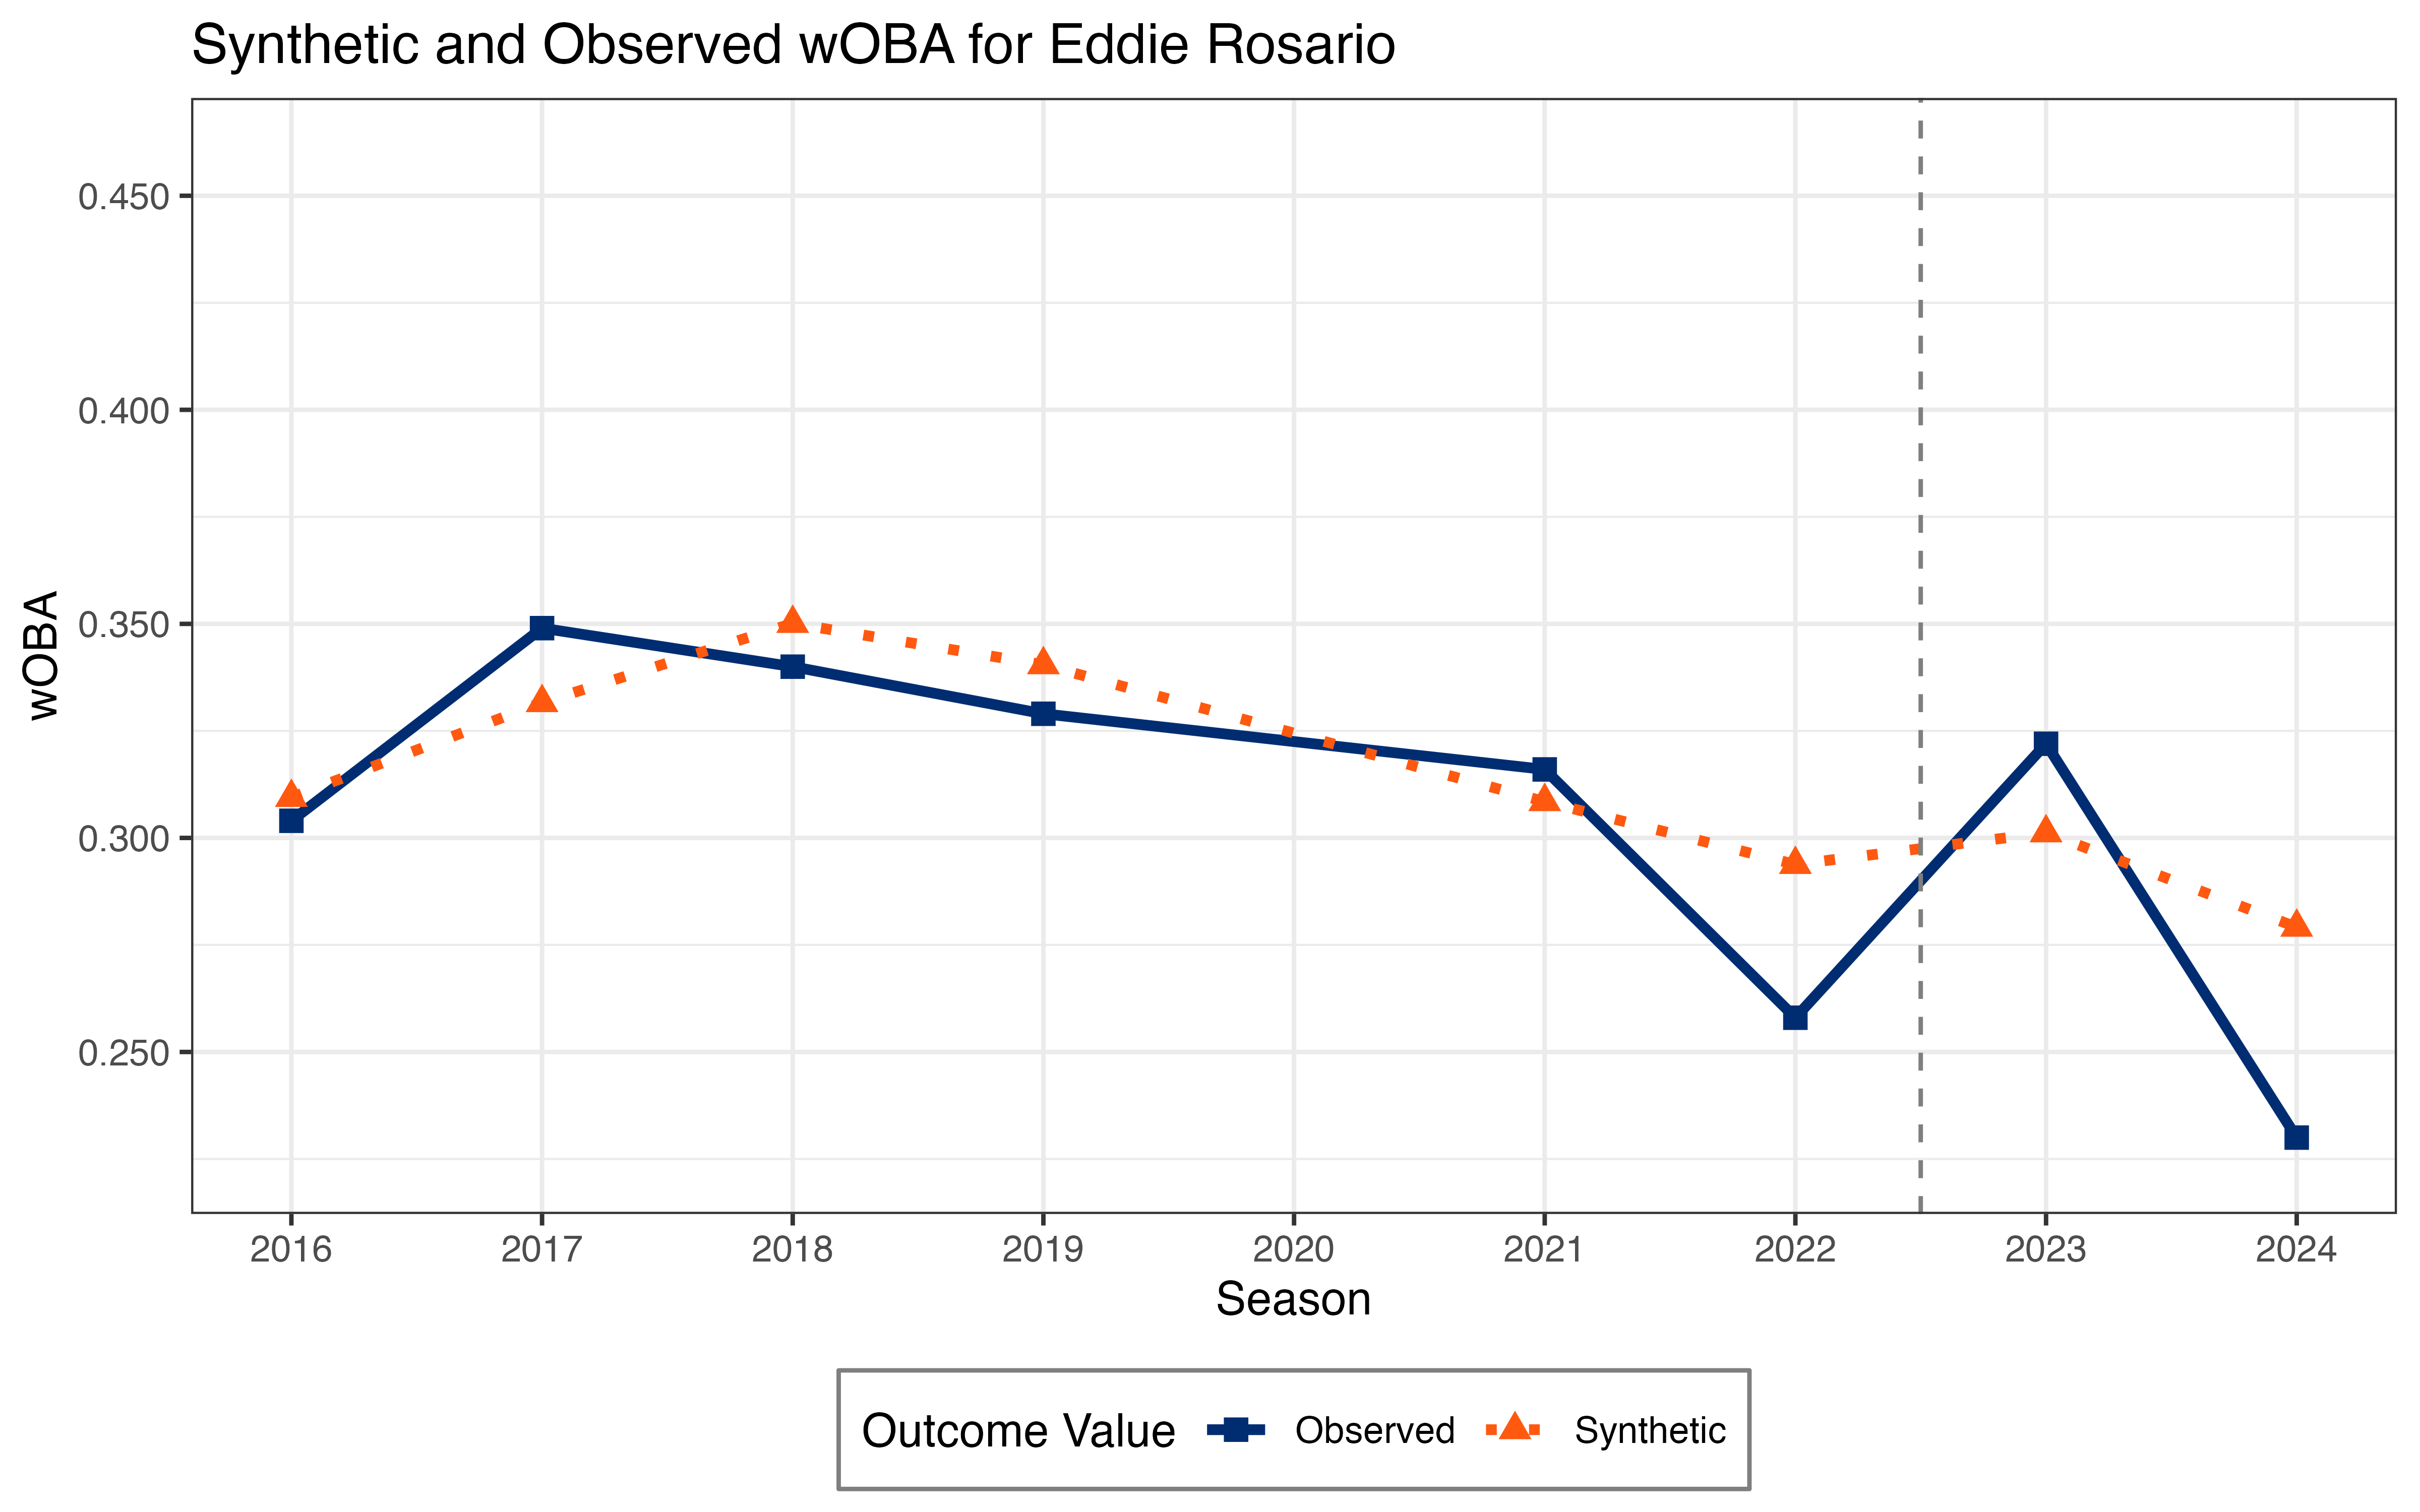 Synthetic and Observed wOBA for Eddie Rosario
wOBA
0.450
0.400
0.350
0.300
0.250
2016 2017 2018 2019 2020 2021 2022 2023 2024
Season
Outcome Value Observed Synthetic